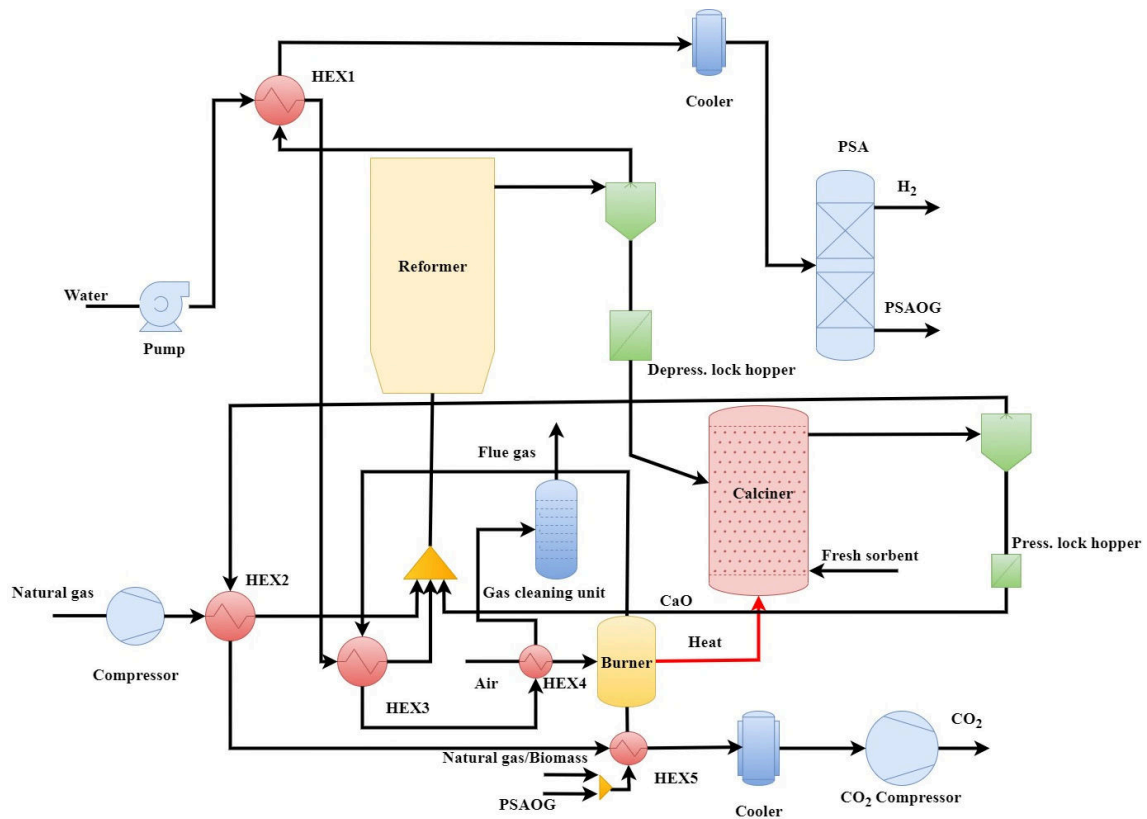 HEX1
Cooler
PSA
H2
Reformer
Water
PSAOG
Pump
Depress. lock hopper
Flue gas
Calciner
Press. lock hopper
Fresh sorbent
HEX2
Natural gas
Gas cleaning unit
CaO
Heat
Burner
Compressor
Air
HEX4
HEX3
CO2
Natural gas/Biomass
HEX5
PSAOG
Cooler
CO2 Compressor